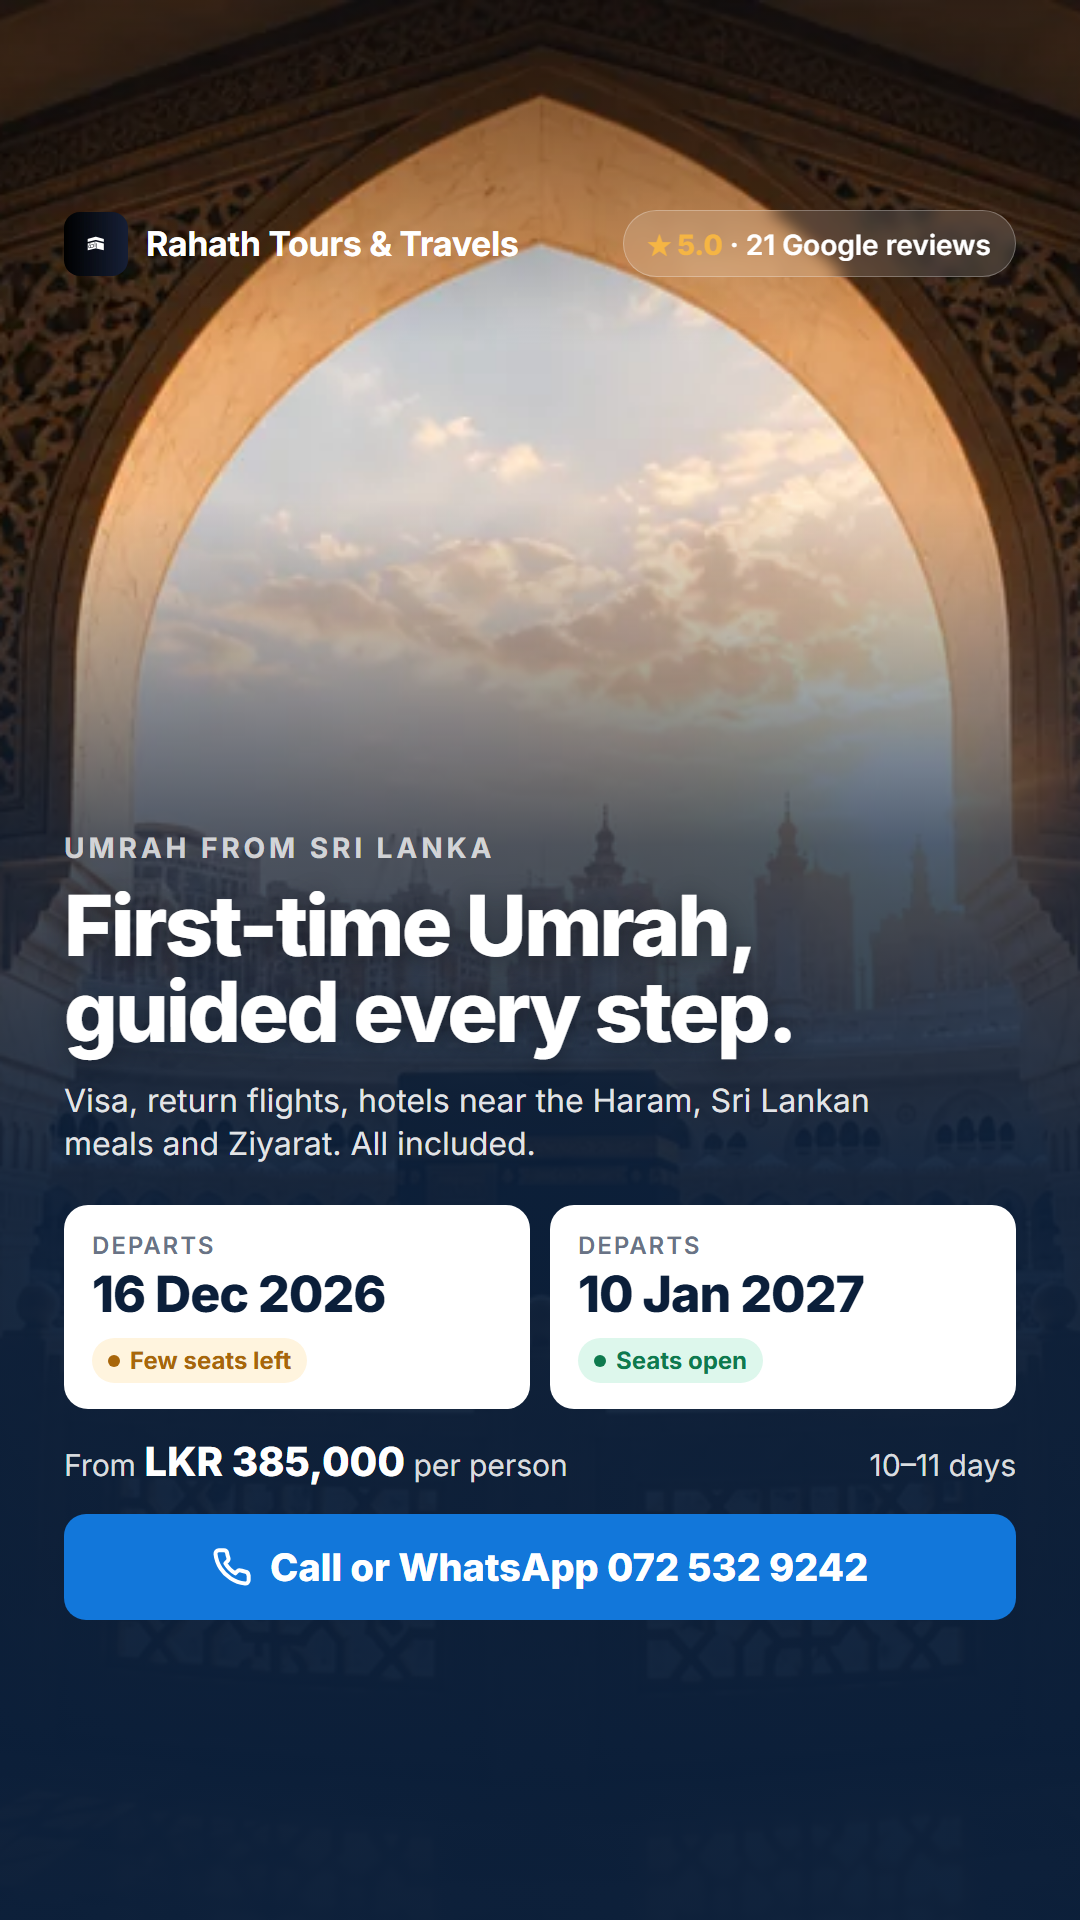 Rahath Tours & Travels
★ 5.0 · 21 Google reviews
UMRAH FROM SRI LANKA
First-time Umrah,
guided every step.
Visa, return flights, hotels near the Haram, Sri Lankan
meals and Ziyarat. All included.
DEPARTS
16 Dec 2026
Few seats left
DEPARTS
10 Jan 2027
Seats open
From LKR 385,000 per person
10–11 days
Call or WhatsApp 072 532 9242